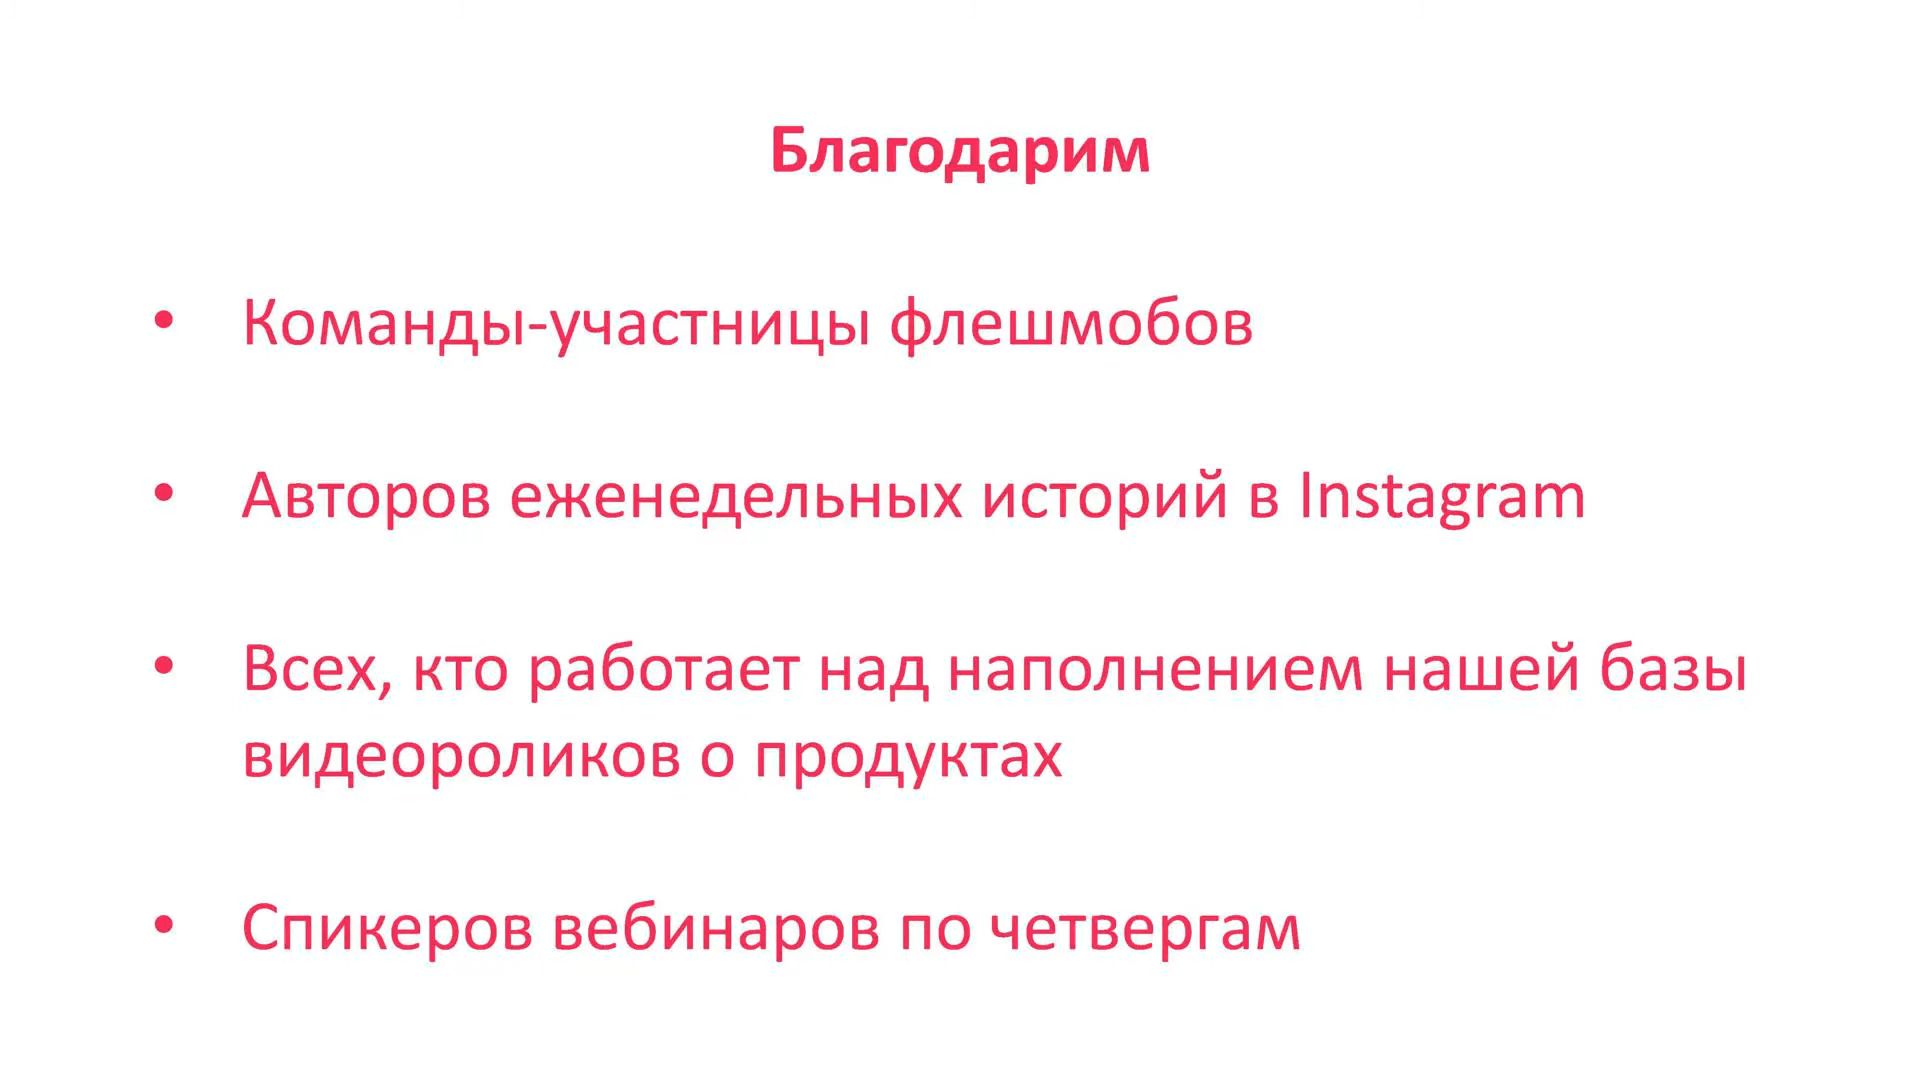 Благодарим
• Команды-участницы флешмобов
• Авторов еженедельных историй в Instagram
• Всех, кто работает над наполнением нашей базы
видеороликов о продуктах
• Спикеров вебинаров по четвергам